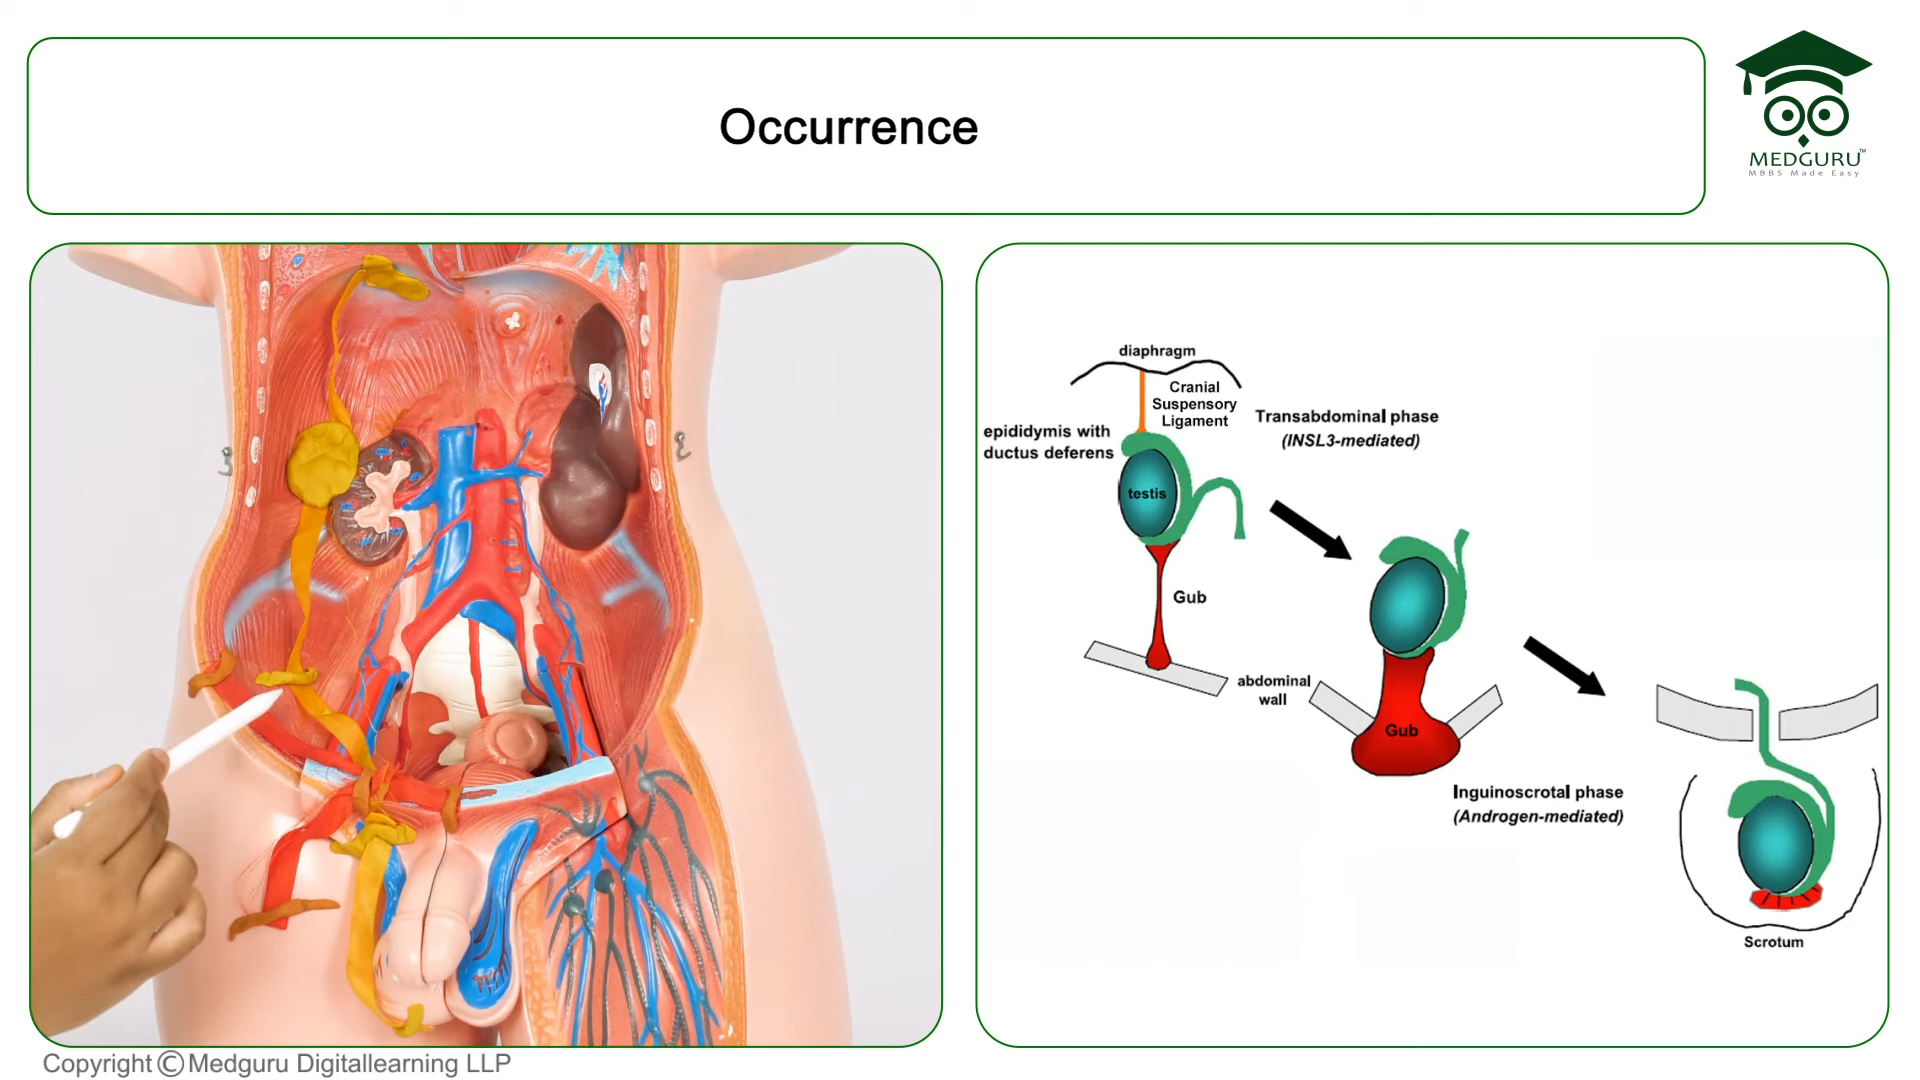 Occurrence
MEDGURU™
MBBS Made Easy
diaphragm
Cranial
Suspensory
Ligament
epididymis with
ductus deferens
Transabdominal phase
(INSL3-mediated)
testis
Gub
abdominal
wall
Gub
Inguinoscrotal phase
(Androgen-mediated)
Scrotum
Copyright © Medguru Digitallearning LLP